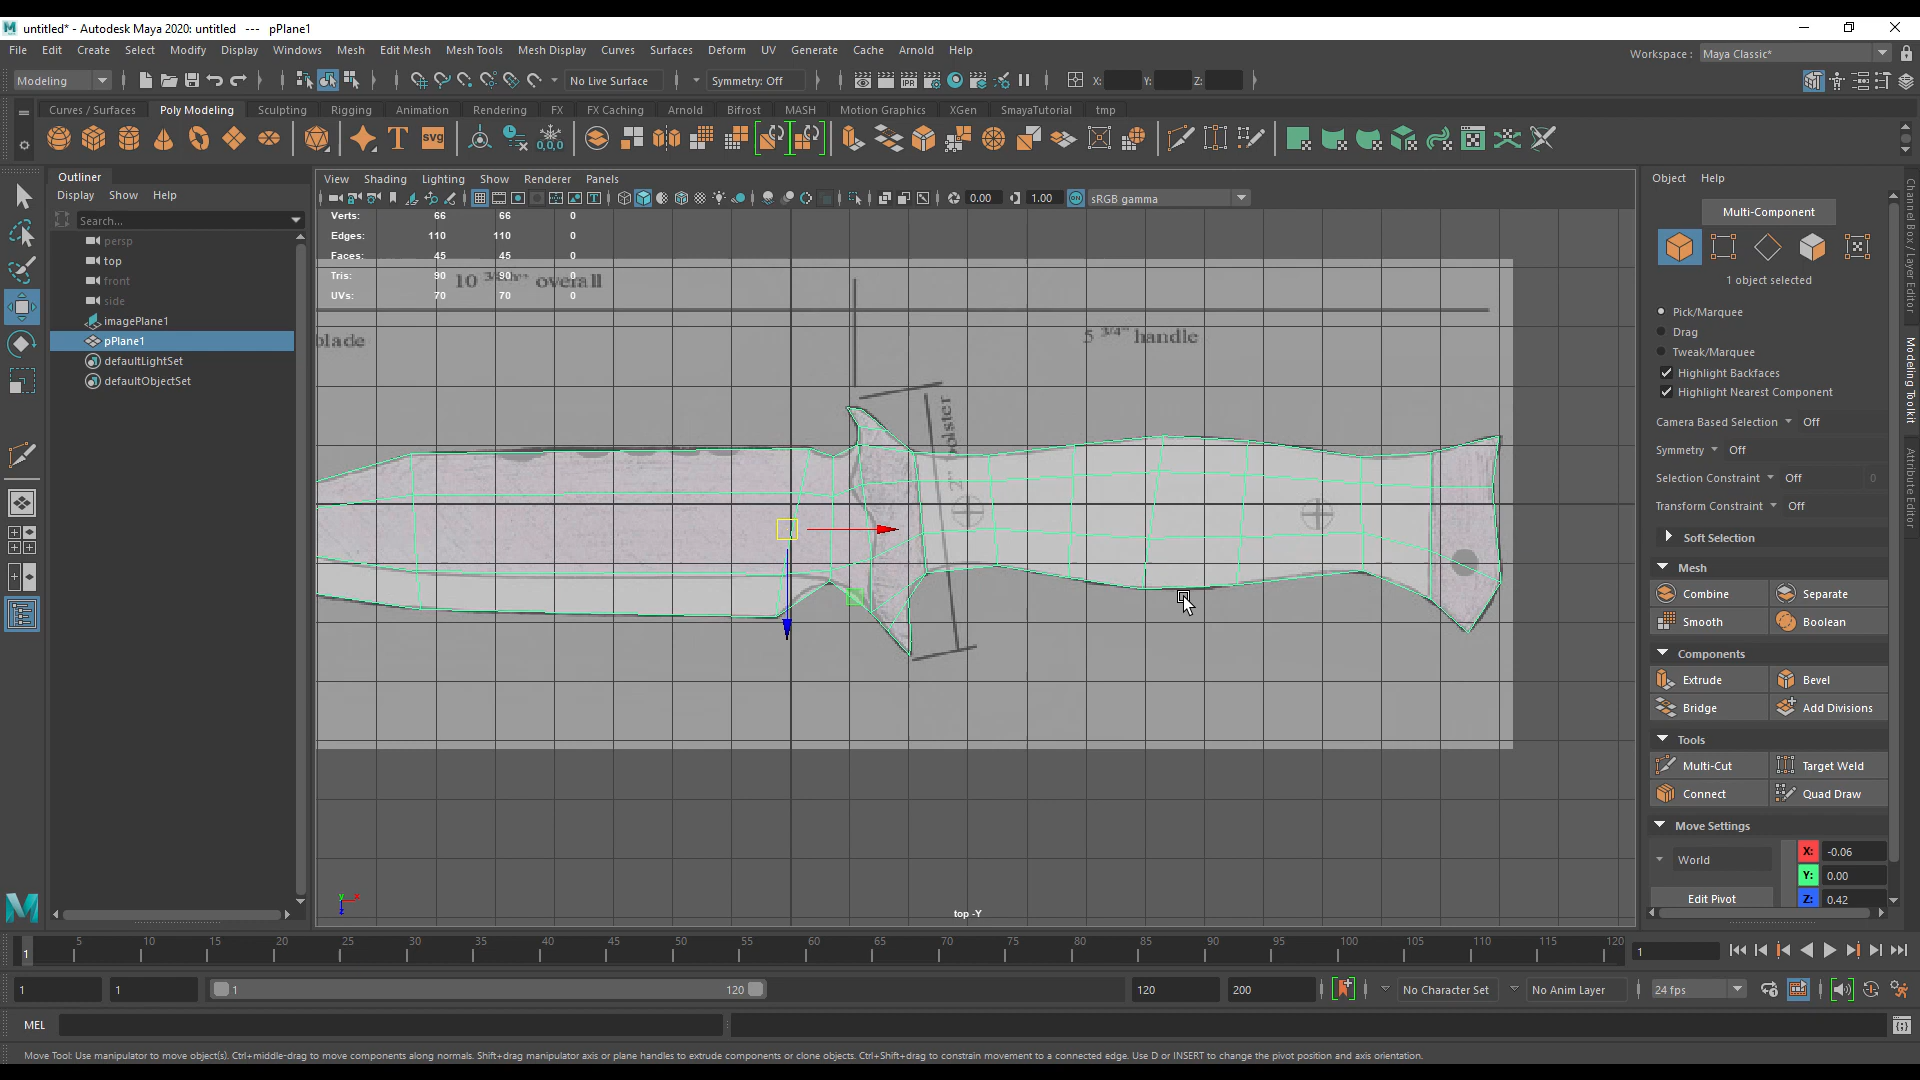 untitled* - Autodesk Maya 2020: untitled --- pPlane1
File Edit Create Select Modify Display Windows Mesh Edit Mesh Mesh Tools Mesh Display Curves Surfaces Deform UV Generate Cache Arnold Help
Workspace : Maya Classic*
Modeling No Live Surface Symmetry: Off X: Y: Z:
Curves / Surfaces Poly Modeling Sculpting Rigging Animation Rendering FX FX Caching Arnold Bifrost MASH Motion Graphics XGen SmayaTutorial tmp
Outliner
Display Show Help
Search...
persp
top
front
side
imagePlane1
pPlane1
defaultLightSet
defaultObjectSet
View Shading Lighting Show Renderer Panels
0.00 1.00 sRGB gamma
Verts: 66 66 0
Edges: 110 110 0
Faces: 45 45 0
Tris: 90 90 0
UVs: 70 70 0
overall
blade
5 3/4" handle
2" bolster
top -Y
Object Help
Multi-Component
1 object selected
Pick/Marquee
Drag
Tweak/Marquee
Highlight Backfaces
Highlight Nearest Component
Camera Based Selection Off
Symmetry Off
Selection Constraint Off 0
Transform Constraint Off
Soft Selection
Mesh
Combine Separate
Smooth Boolean
Components
Extrude Bevel
Bridge Add Divisions
Tools
Multi-Cut Target Weld
Connect Quad Draw
Move Settings
World
X: -0.06
Y: 0.00
Z: 0.42
Edit Pivot
Channel Box / Layer Editor
Modeling Toolkit
Attribute Editor
1 5 10 15 20 25 30 35 40 45 50 55 60 65 70 75 80 85 90 95 100 105 110 115 120 1
1 1 1 120 120 200 No Character Set No Anim Layer 24 fps
MEL
Move Tool: Use manipulator to move object(s). Ctrl+middle-drag to move components along normals. Shift+drag manipulator axis or plane handles to extrude components or clone objects. Ctrl+Shift+drag to constrain movement to a connected edge. Use D or INSERT to change the pivot position and axis orientation.